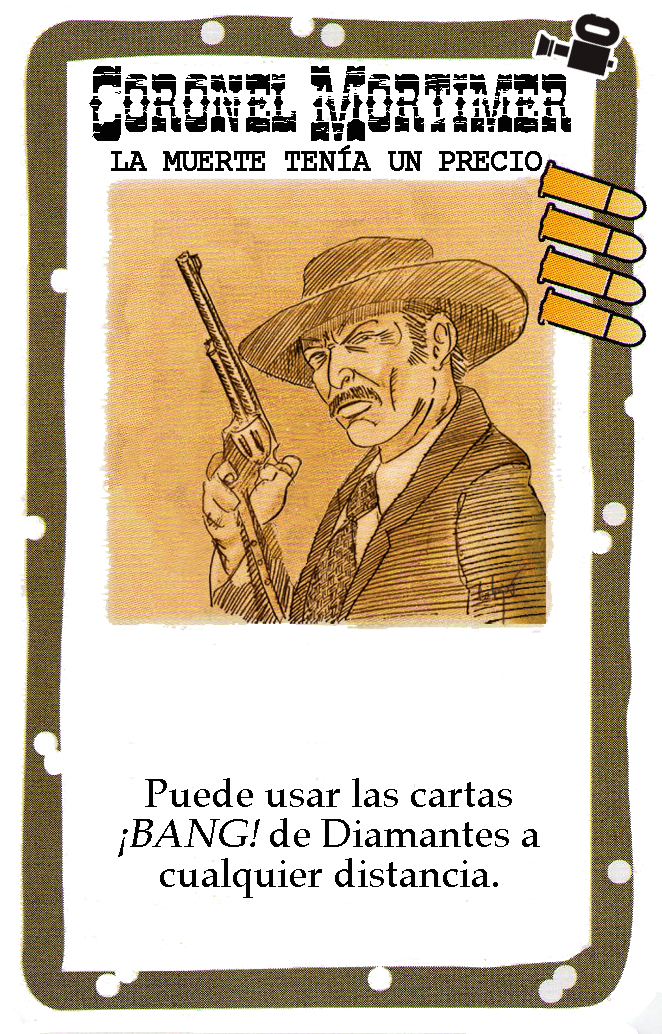 CORONEL MORTIMER
LA MUERTE TENÍA UN PRECIO
Puede usar las cartas
¡BANG! de Diamantes a
cualquier distancia.